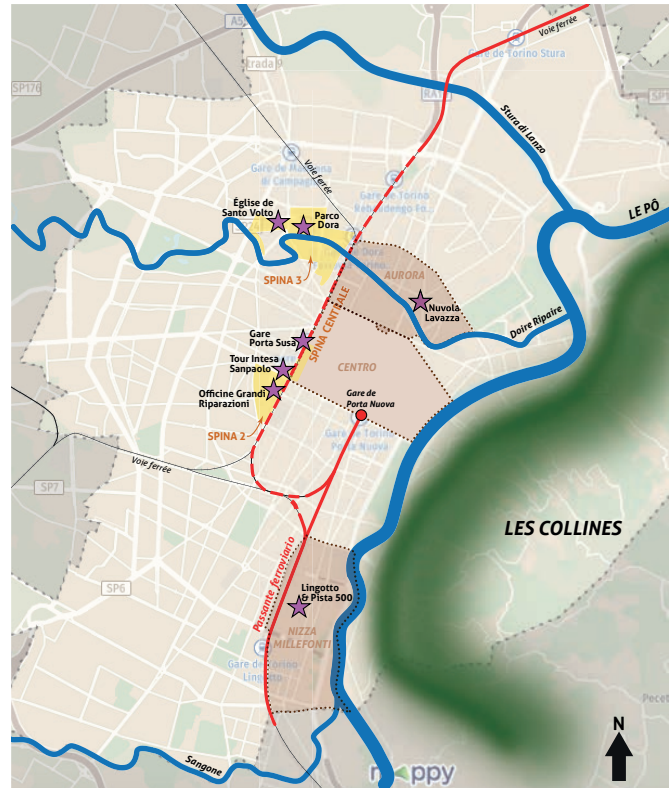 Voie ferrée
Gare de Torino Stura
SP176
Stura di Lanzo
LE PÔ
Voie ferrée
Église de
Santo Volto
Parco
Dora
SPINA 3
AURORA
Nuvola
Lavazza
Doire Ripaire
SPINA CENTRALE
Gare
Porta Susa
Tour Intesa
Sanpaolo
Officine Grandi
Riparazioni
CENTRO
Gare de
Porta Nuova
Gare de Torino
Porta Nuova
SPINA 2
Voie ferrée
SP7
LES COLLINES
SP6
Passante ferroviario
Lingotto
& Pista 500
NIZZA
MILLEFONTI
Gare de Torino
Lingotto
Sangone
N
mappy